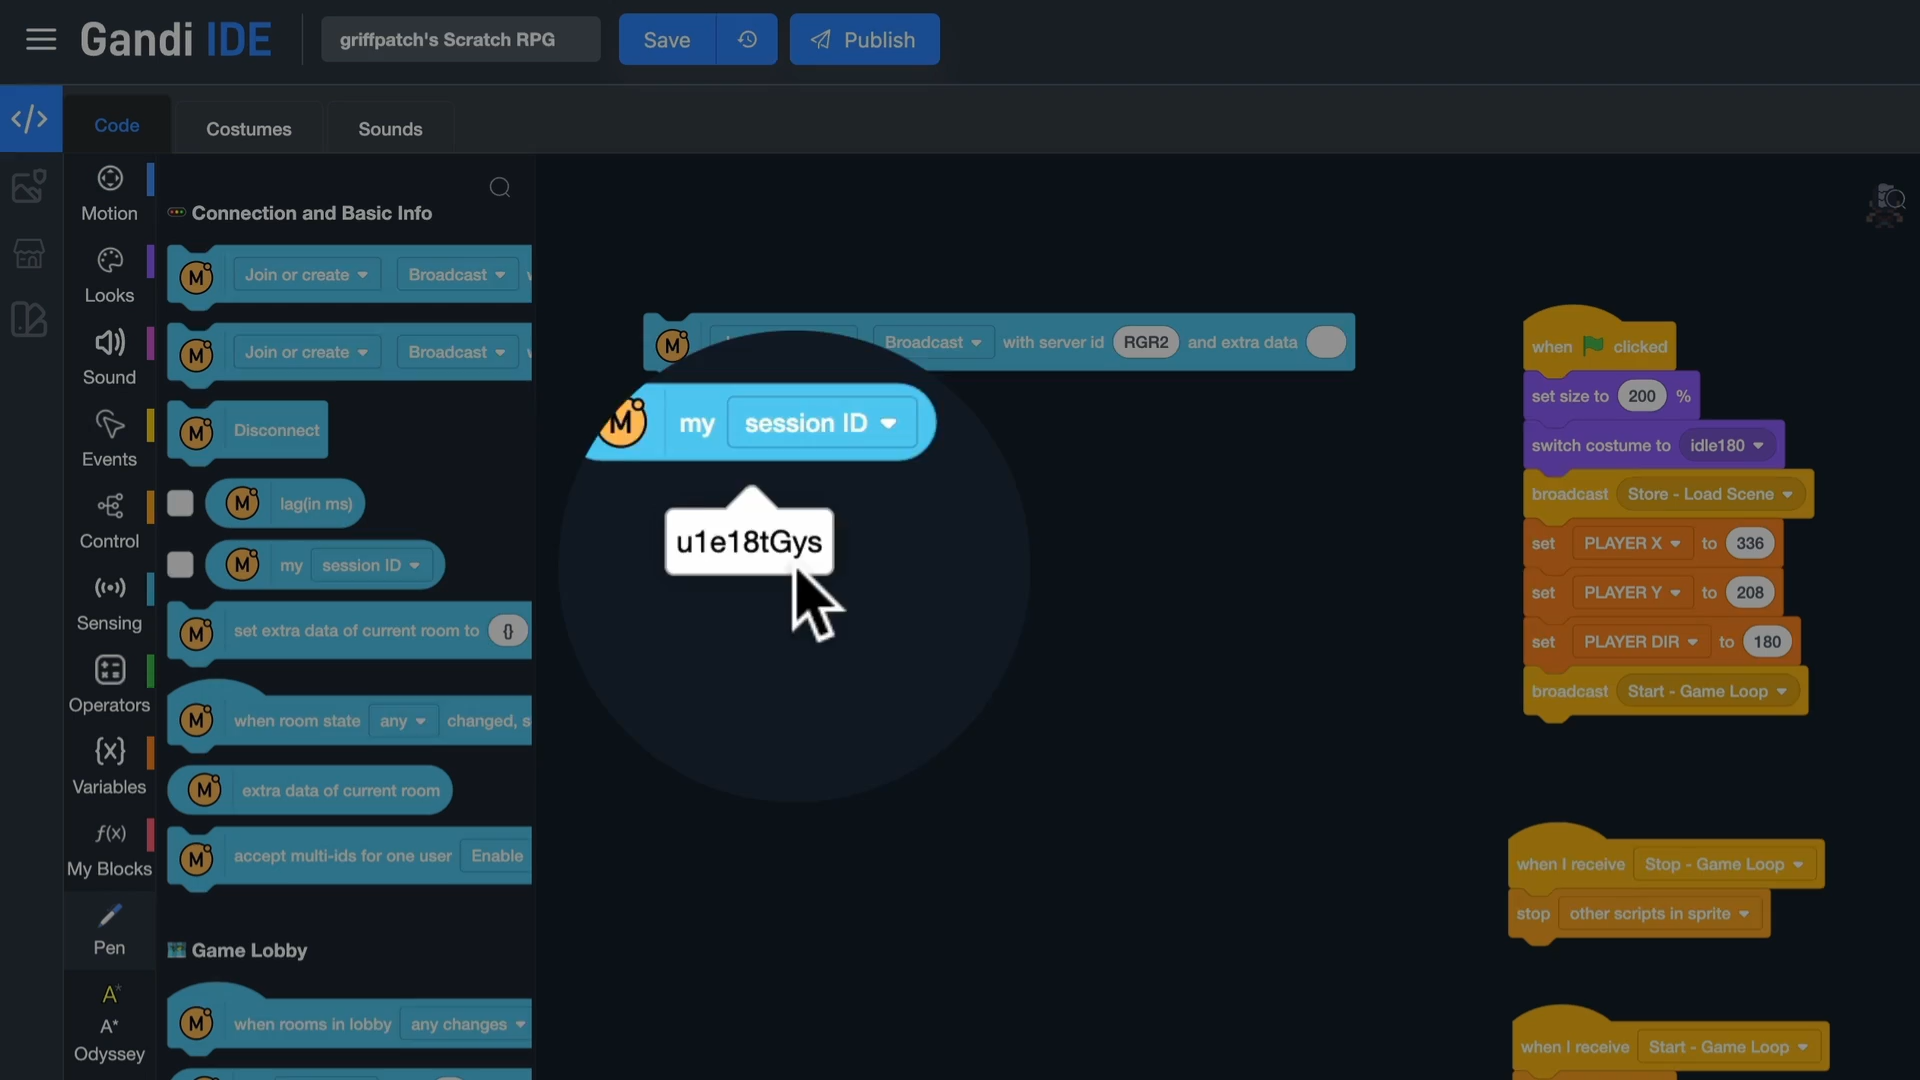 Gandi IDE
griffpatch's Scratch RPG
Save
Publish
Code
Costumes
Sounds
Motion
Looks
Sound
Events
Control
Sensing
Operators
Variables
f(x)
My Blocks
Pen
A*
A*
Odyssey
Connection and Basic Info
M Join or create Broadcast
M Join or create Broadcast
M Disconnect
M lag(in ms)
M my session ID
M set extra data of current room to {}
M when room state any changed, s
M extra data of current room
M accept multi-ids for one user Enable
Game Lobby
M when rooms in lobby any changes
M Broadcast with server id RGR2 and extra data
M my session ID
u1e18tGys
when clicked
set size to 200 %
switch costume to idle180
broadcast Store - Load Scene
set PLAYER X to 336
set PLAYER Y to 208
set PLAYER DIR to 180
broadcast Start - Game Loop
when I receive Stop - Game Loop
stop other scripts in sprite
when I receive Start - Game Loop